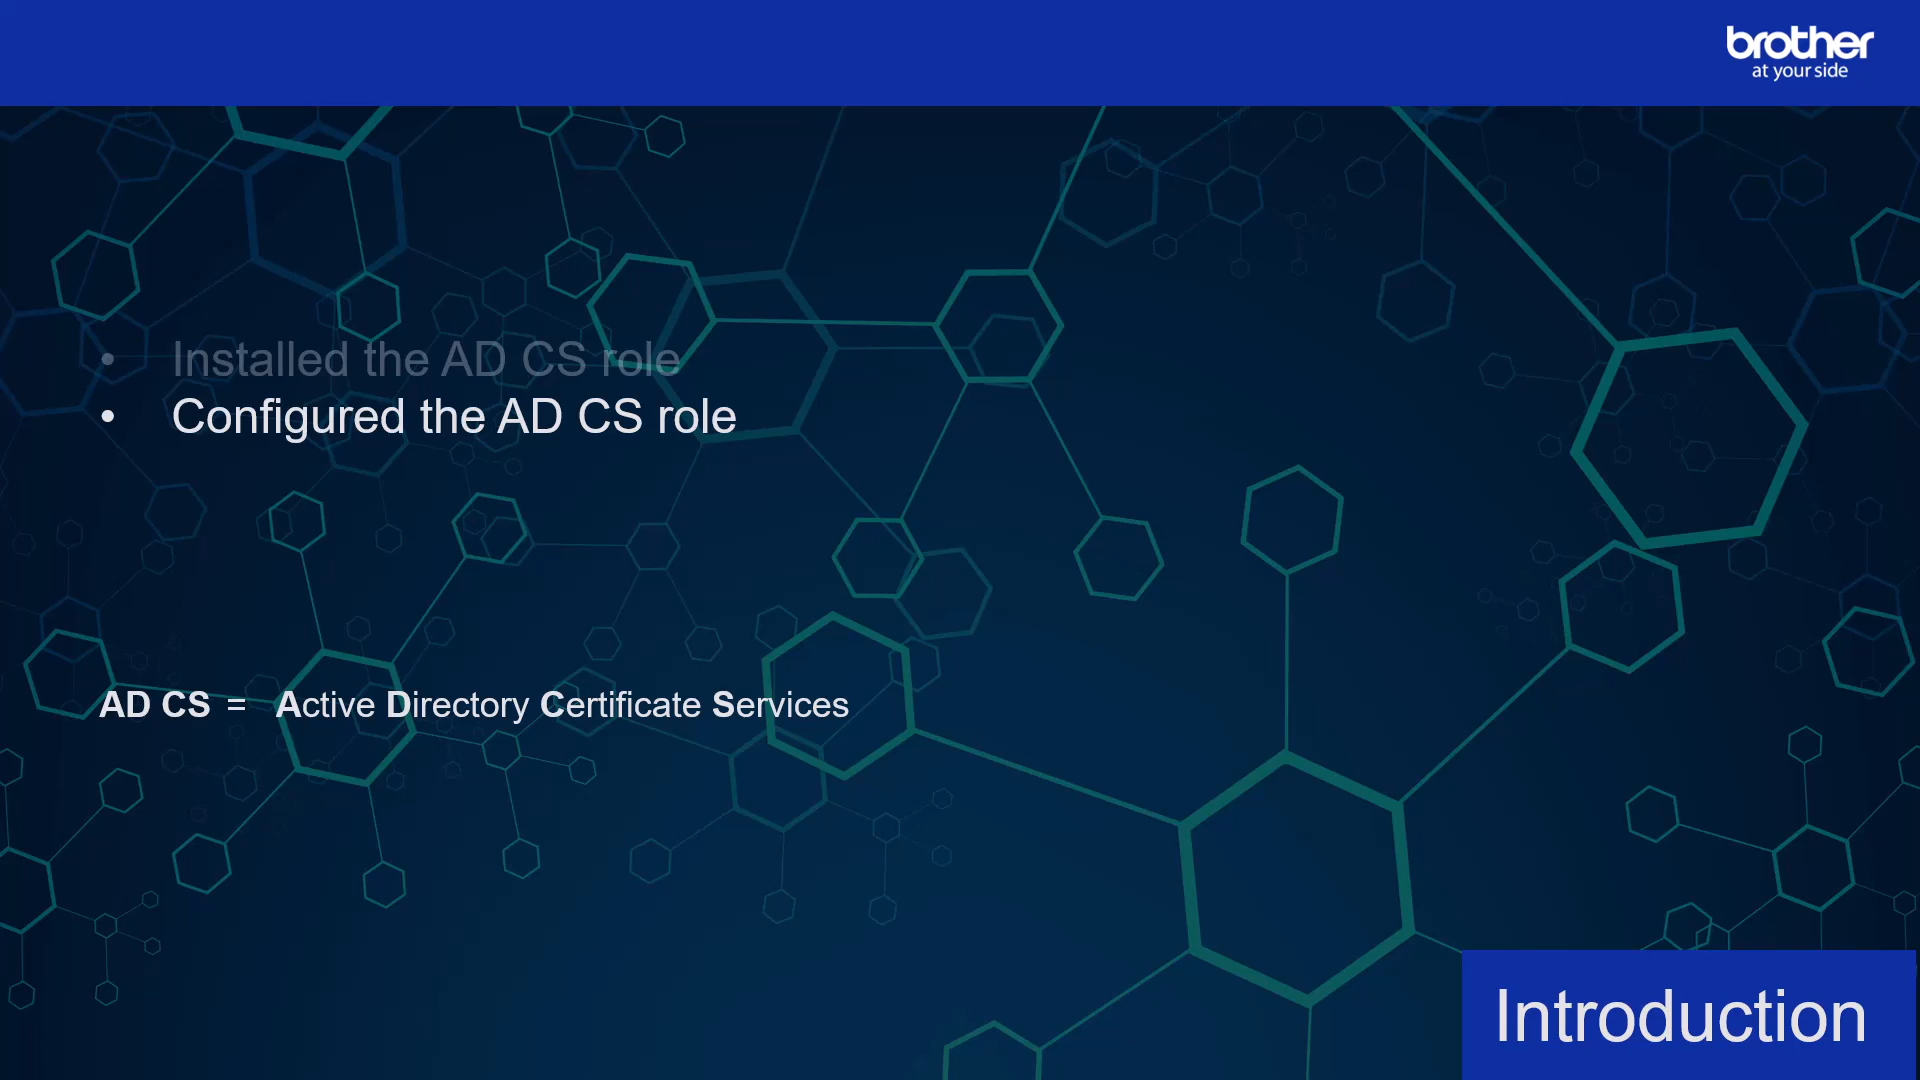 brother
at your side
• Installed the AD CS role
• Configured the AD CS role
AD CS = Active Directory Certificate Services
Introduction